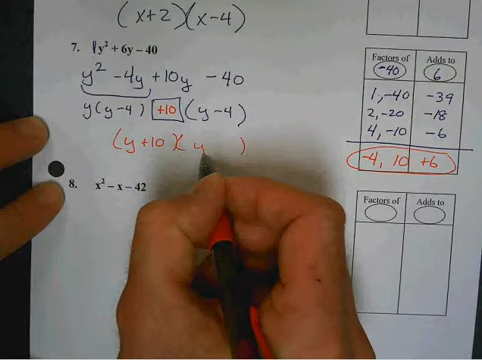 (x+2)(x-4)
7. 1y² + 6y - 40
y² -4y +10y -40
y(y-4) +10 (y-4)
(y+10)(y )
8. x² - x - 42
Factors of Adds to
-40 6
1,-40 -39
2,-20 -18
4,-10 -6
-4, 10 +6
Factors of Adds to